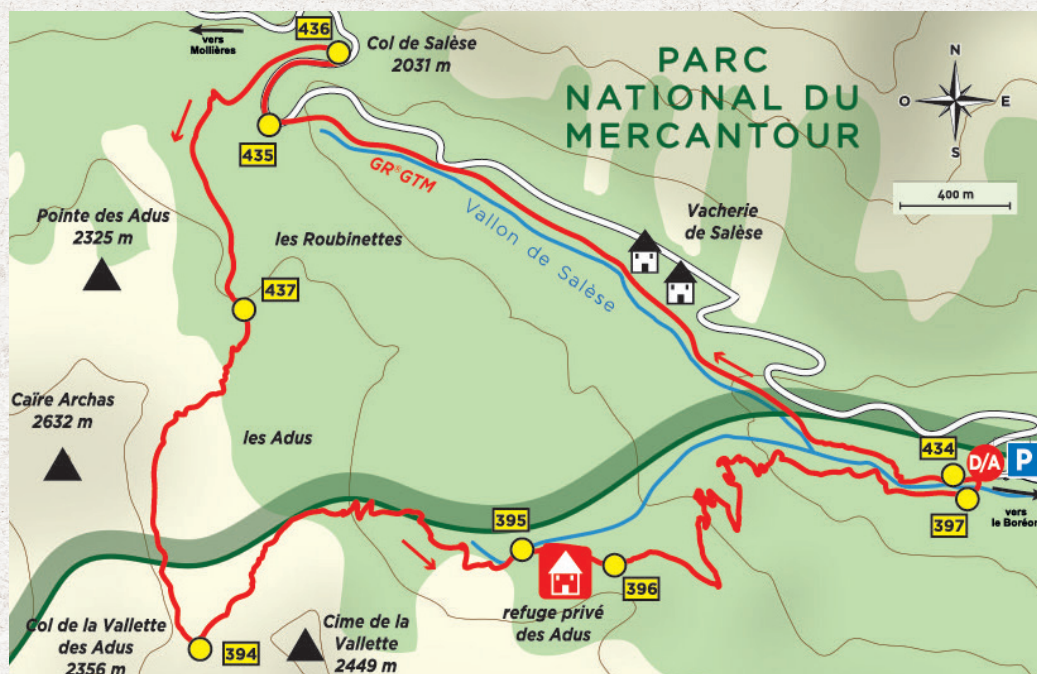 436
vers
Mollières
Col de Salèse
2031 m
PARC
NATIONAL DU
MERCANTOUR
N
O
E
S
400 m
435
GR®GTM
Vallon de Salèse
Vacherie
de Salèse
Pointe des Adus
2325 m
les Roubinettes
437
Caïre Archas
2632 m
les Adus
434
D/A
P
397
vers
le Boréon
395
396
refuge privé
des Adus
Col de la Vallette
des Adus
2356 m
394
Cime de la
Vallette
2449 m